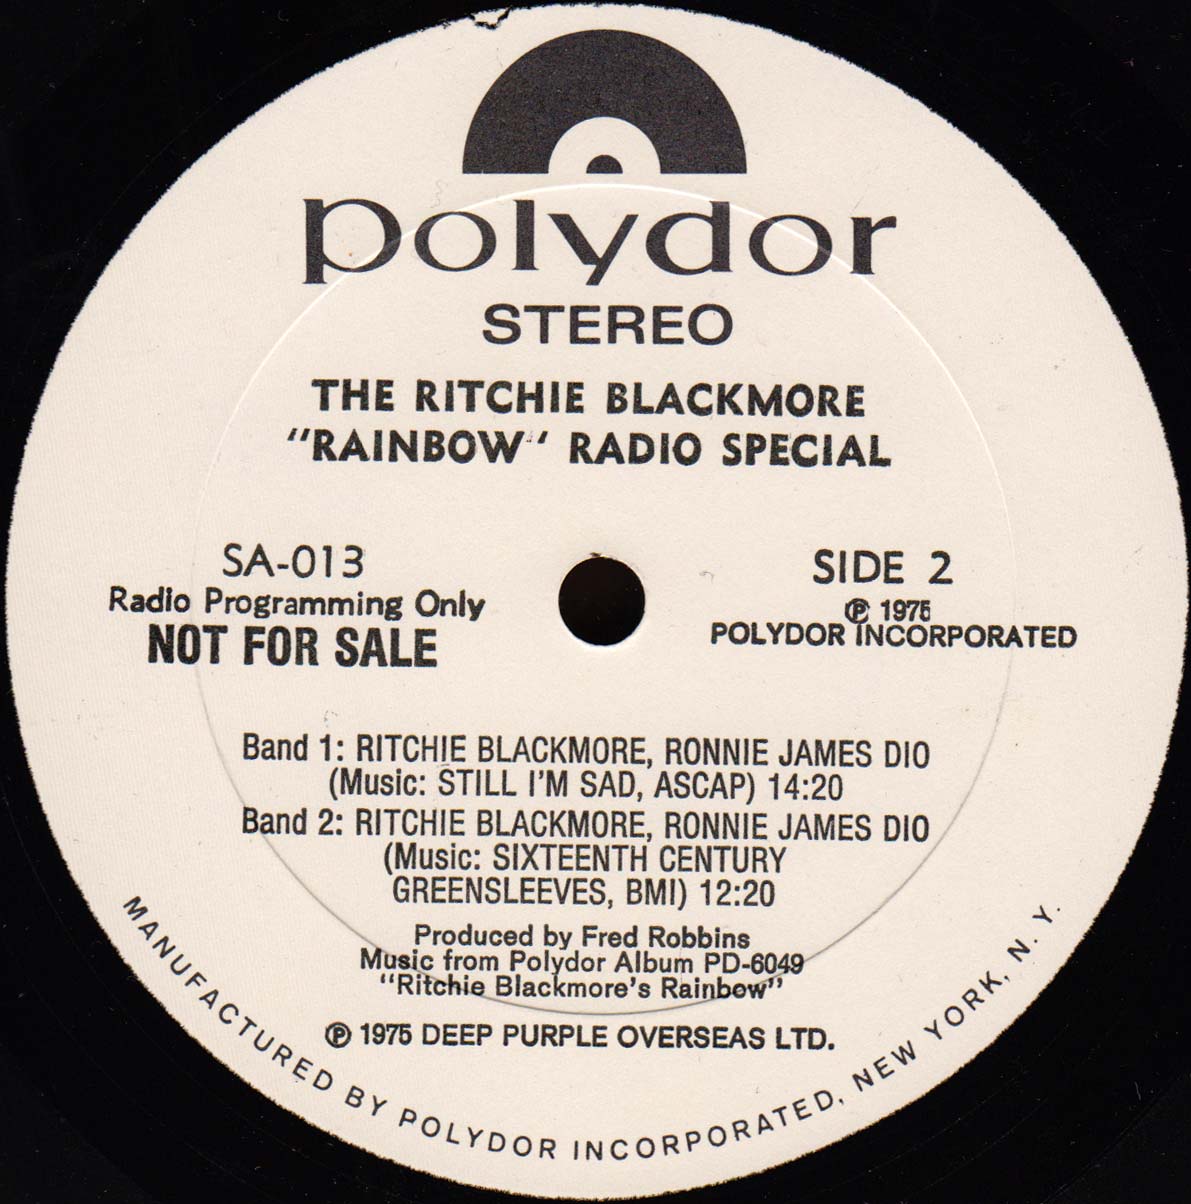 polydor
STEREO
THE RITCHIE BLACKMORE
"RAINBOW" RADIO SPECIAL
SA-013
Radio Programming Only
NOT FOR SALE
SIDE 2
℗ 1975
POLYDOR INCORPORATED
Band 1: RITCHIE BLACKMORE, RONNIE JAMES DIO
(Music: STILL I'M SAD, ASCAP) 14:20
Band 2: RITCHIE BLACKMORE, RONNIE JAMES DIO
(Music: SIXTEENTH CENTURY
GREENSLEEVES, BMI) 12:20
Produced by Fred Robbins
Music from Polydor Album PD-6049
"Ritchie Blackmore's Rainbow"
℗ 1975 DEEP PURPLE OVERSEAS LTD.
MANUFACTURED BY POLYDOR INCORPORATED, NEW YORK, N. Y.